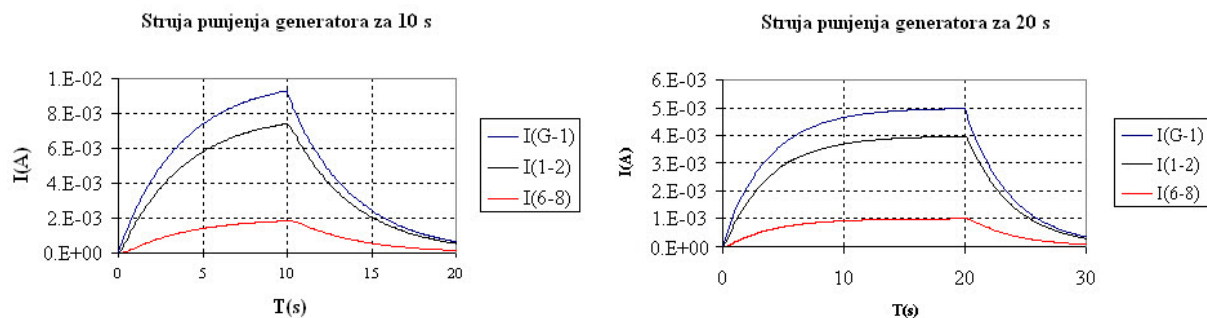 Struja punjenja generatora za 10 s
I(A)
1.E-02
8.E-03
6.E-03
4.E-03
2.E-03
0.E+00
0 5 10 15 20
T(s)
I(G-1)
I(1-2)
I(6-8)
Struja punjenja generatora za 20 s
I(A)
6.E-03
5.E-03
4.E-03
3.E-03
2.E-03
1.E-03
0.E+00
0 10 20 30
T(s)
I(G-1)
I(1-2)
I(6-8)